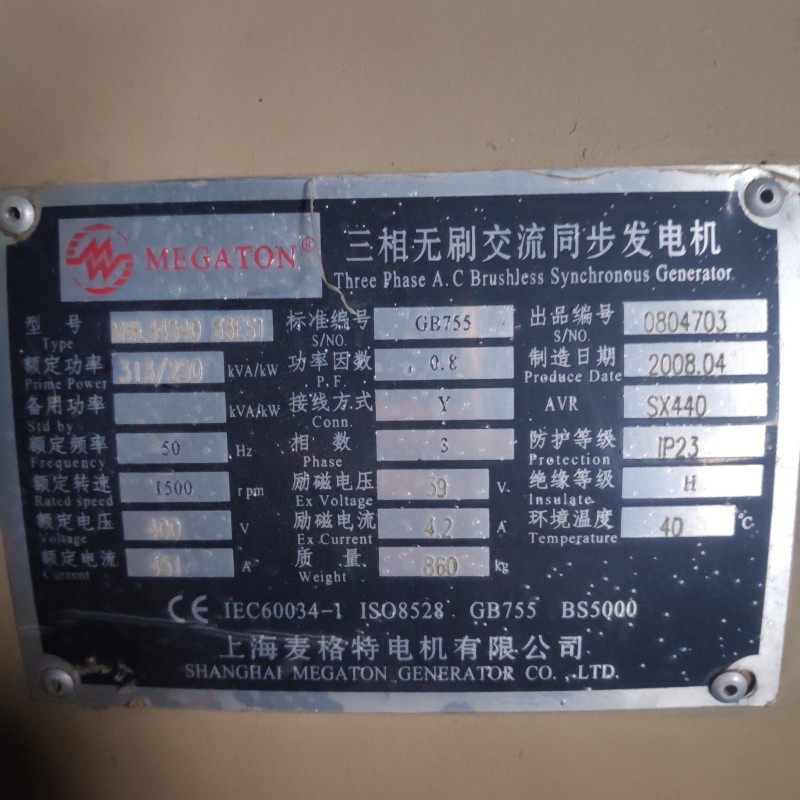 MEGATON®
三相无刷交流同步发电机
Three Phase A.C Brushless Synchronous Generator
型号 标准编号 GB755 出品编号 0804703
Type S/NO. S/NO.
额定功率 313/250 kVA/kW 功率因数 0.8 制造日期 2008.04
Prime Power P.F. Produce Date
备用功率 kVA/kW 接线方式 Y AVR SX440
Std by Conn.
额定频率 50 Hz 相数 3 防护等级 IP23
Frequency Phase Protection
额定转速 1500 rpm 励磁电压 39 V 绝缘等级 H
Rated speed Ex Voltage Insulate
额定电压 400 V 励磁电流 4.2 A 环境温度 40 °C
Voltage Ex Current Temperature
额定电流 451 A 质量 860 kg
Current Weight
CE IEC60034-1 ISO8528 GB755 BS5000
上海麦格特电机有限公司
SHANGHAI MEGATON GENERATOR CO. ,LTD.